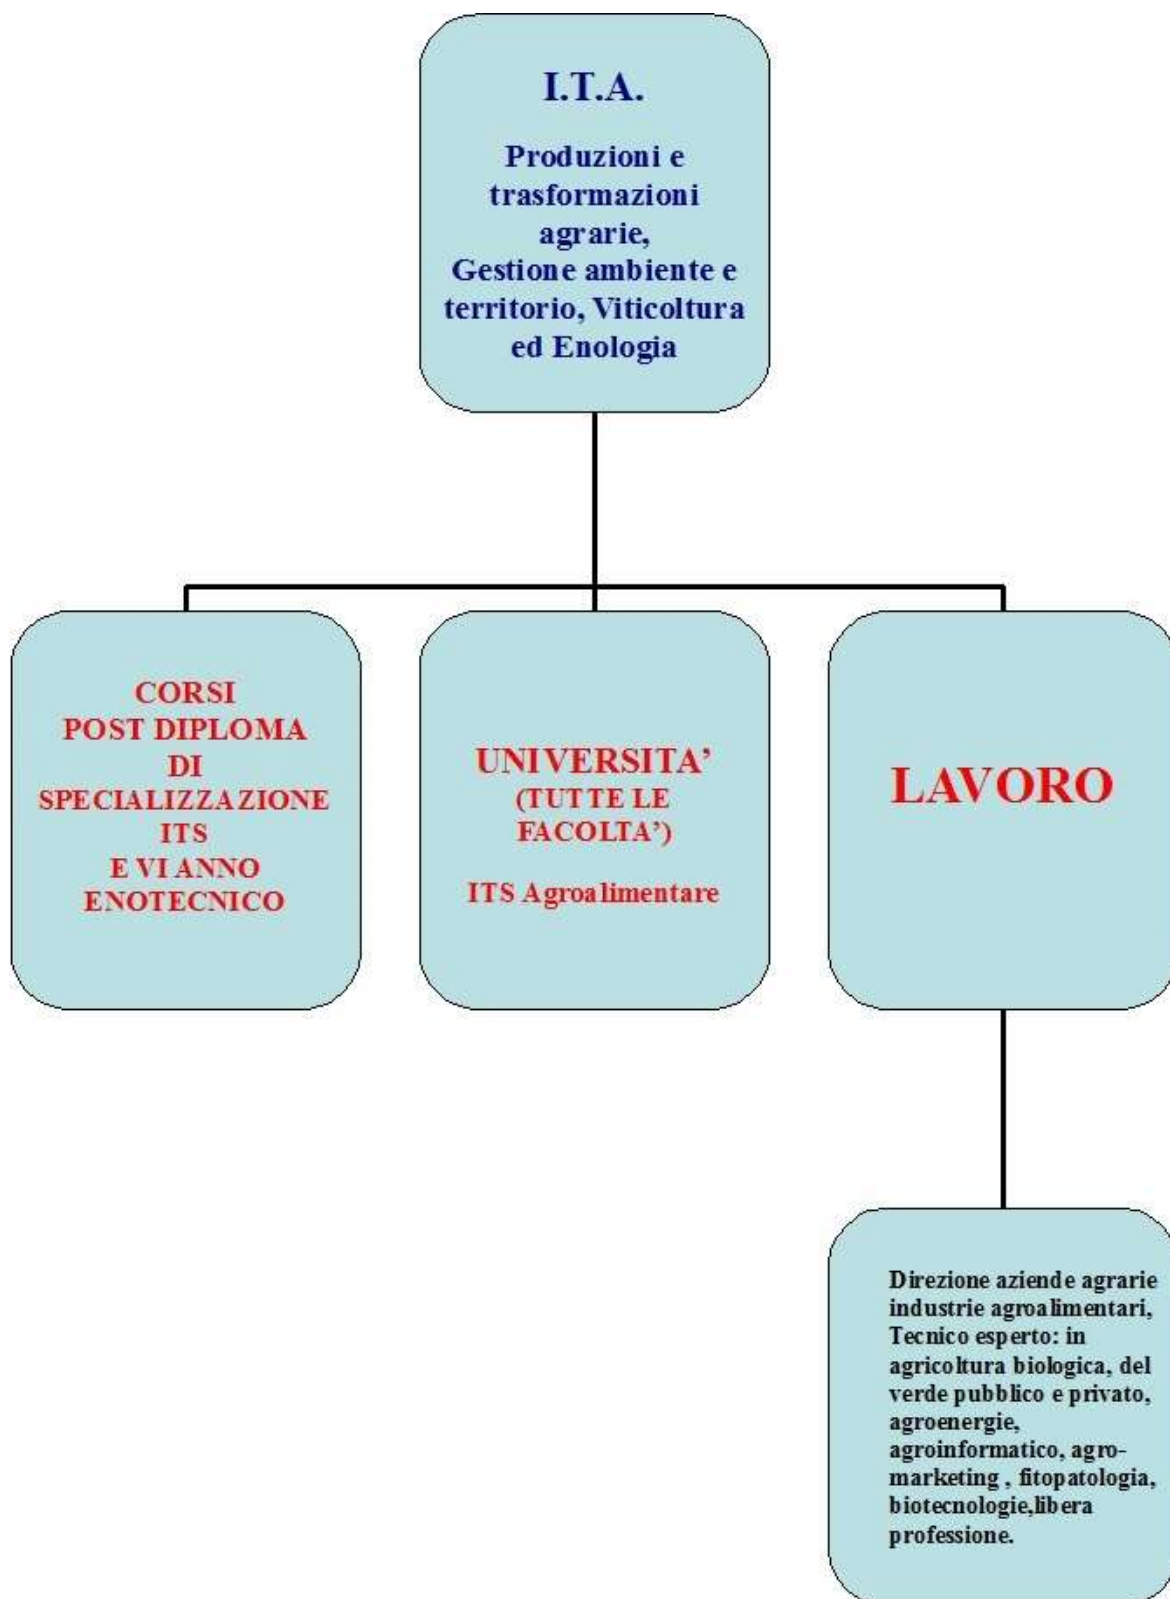 I.T.A.
Produzioni e
trasformazioni
agrarie,
Gestione ambiente e
territorio, Viticoltura
ed Enologia
CORSI
POST DIPLOMA
DI
SPECIALIZZAZIONE
ITS
E VI ANNO
ENOTECNICO
UNIVERSITA’
(TUTTE LE
FACOLTA’)
ITS Agroalimentare
LAVORO
Direzione aziende agrarie
industrie agroalimentari,
Tecnico esperto: in
agricoltura biologica, del
verde pubblico e privato,
agroenergie,
agroinformatico, agro-
marketing , fitopatologia,
biotecnologie,libera
professione.